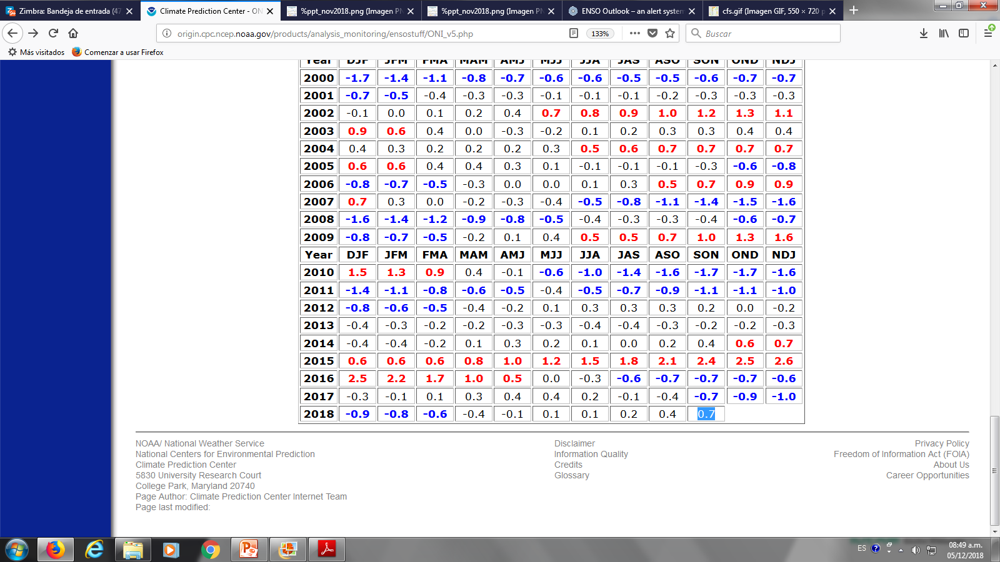 Zimbra: Bandeja de entrada (47
Climate Prediction Center - ON
%ppt_nov2018.png (Imagen PN
%ppt_nov2018.png (Imagen PN
ENSO Outlook – an alert system
cfs.gif (Imagen GIF, 550 × 720 p
origin.cpc.ncep.noaa.gov/products/analysis_monitoring/ensostuff/ONI_v5.php
133%
Buscar
Más visitados
Comenzar a usar Firefox
Year DJF JFM FMA MAM AMJ MJJ JJA JAS ASO SON OND NDJ
2000 -1.7 -1.4 -1.1 -0.8 -0.7 -0.6 -0.6 -0.5 -0.5 -0.6 -0.7 -0.7
2001 -0.7 -0.5 -0.4 -0.3 -0.3 -0.1 -0.1 -0.1 -0.2 -0.3 -0.3 -0.3
2002 -0.1 0.0 0.1 0.2 0.4 0.7 0.8 0.9 1.0 1.2 1.3 1.1
2003 0.9 0.6 0.4 0.0 -0.3 -0.2 0.1 0.2 0.3 0.3 0.4 0.4
2004 0.4 0.3 0.2 0.2 0.2 0.3 0.5 0.6 0.7 0.7 0.7 0.7
2005 0.6 0.6 0.4 0.4 0.3 0.1 -0.1 -0.1 -0.1 -0.3 -0.6 -0.8
2006 -0.8 -0.7 -0.5 -0.3 0.0 0.0 0.1 0.3 0.5 0.7 0.9 0.9
2007 0.7 0.3 0.0 -0.2 -0.3 -0.4 -0.5 -0.8 -1.1 -1.4 -1.5 -1.6
2008 -1.6 -1.4 -1.2 -0.9 -0.8 -0.5 -0.4 -0.3 -0.3 -0.4 -0.6 -0.7
2009 -0.8 -0.7 -0.5 -0.2 0.1 0.4 0.5 0.5 0.7 1.0 1.3 1.6
Year DJF JFM FMA MAM AMJ MJJ JJA JAS ASO SON OND NDJ
2010 1.5 1.3 0.9 0.4 -0.1 -0.6 -1.0 -1.4 -1.6 -1.7 -1.7 -1.6
2011 -1.4 -1.1 -0.8 -0.6 -0.5 -0.4 -0.5 -0.7 -0.9 -1.1 -1.1 -1.0
2012 -0.8 -0.6 -0.5 -0.4 -0.2 0.1 0.3 0.3 0.3 0.2 0.0 -0.2
2013 -0.4 -0.3 -0.2 -0.2 -0.3 -0.3 -0.4 -0.4 -0.3 -0.2 -0.2 -0.3
2014 -0.4 -0.4 -0.2 0.1 0.3 0.2 0.1 0.0 0.2 0.4 0.6 0.7
2015 0.6 0.6 0.6 0.8 1.0 1.2 1.5 1.8 2.1 2.4 2.5 2.6
2016 2.5 2.2 1.7 1.0 0.5 0.0 -0.3 -0.6 -0.7 -0.7 -0.7 -0.6
2017 -0.3 -0.1 0.1 0.3 0.4 0.4 0.2 -0.1 -0.4 -0.7 -0.9 -1.0
2018 -0.9 -0.8 -0.6 -0.4 -0.1 0.1 0.1 0.2 0.4 0.7
NOAA/ National Weather Service
National Centers for Environmental Prediction
Climate Prediction Center
5830 University Research Court
College Park, Maryland 20740
Page Author: Climate Prediction Center Internet Team
Page last modified:
Disclaimer
Information Quality
Credits
Glossary
Privacy Policy
Freedom of Information Act (FOIA)
About Us
Career Opportunities
ES
08:49 a.m.
05/12/2018